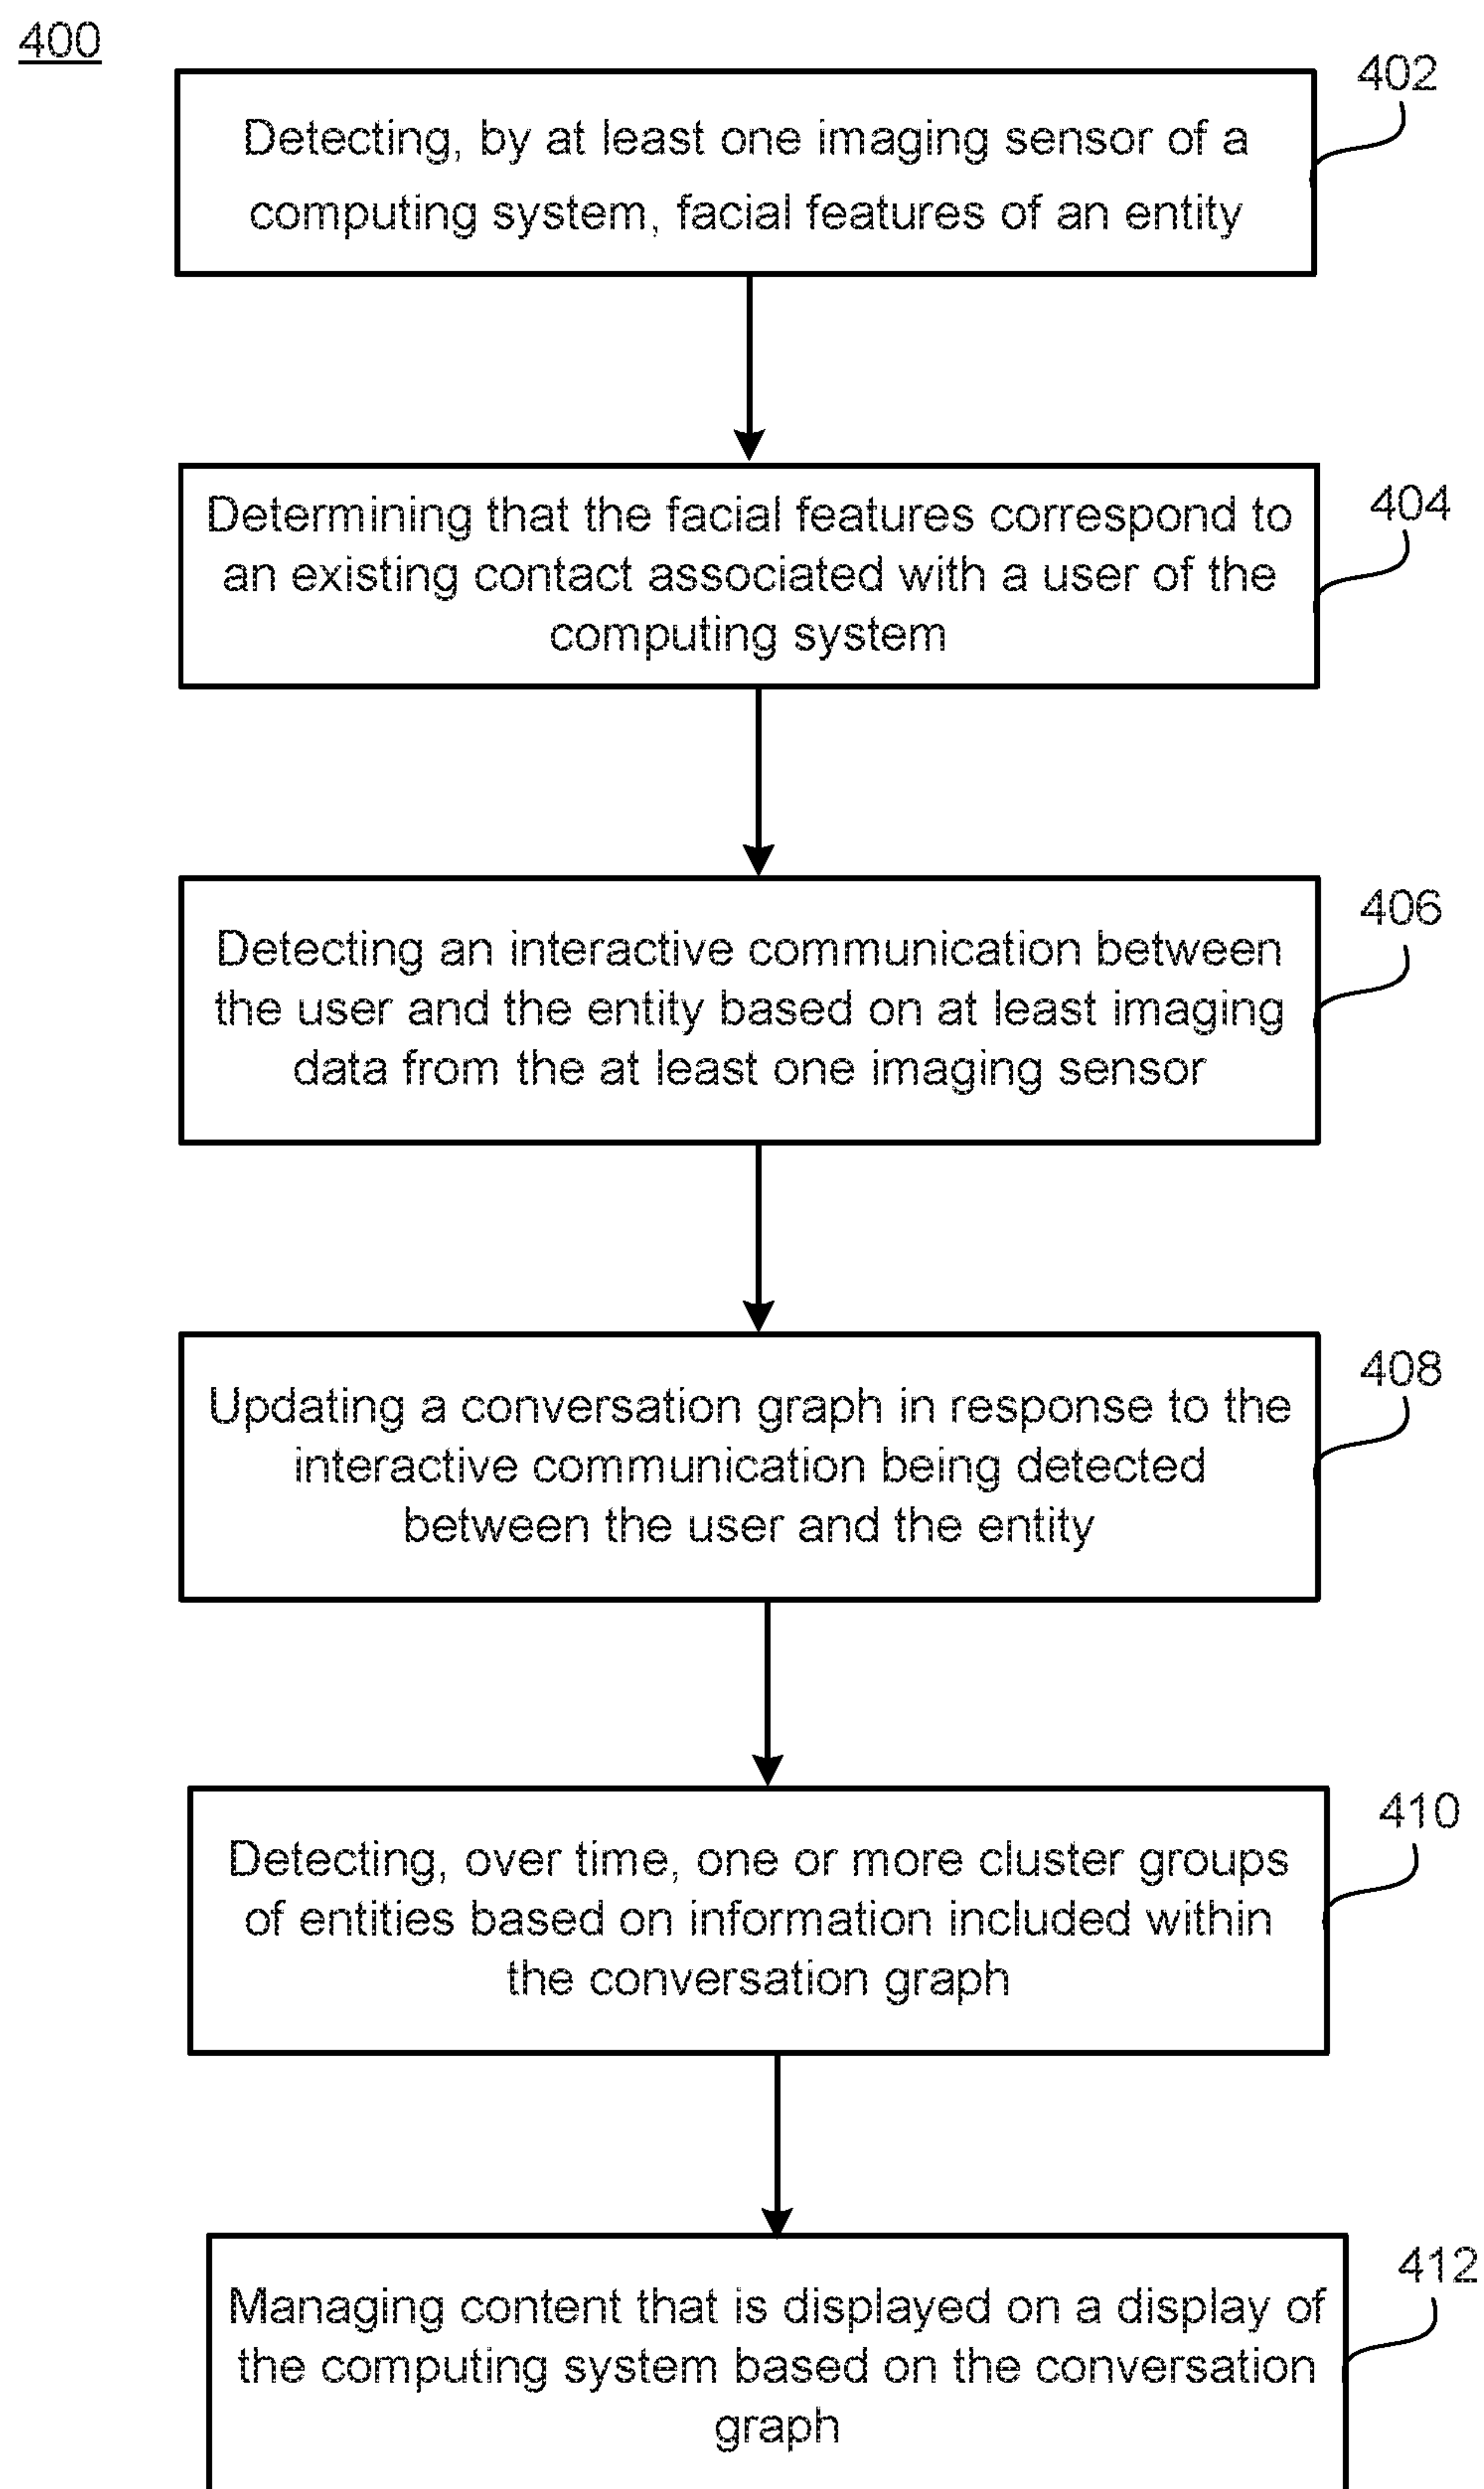 400
402
Detecting, by at least one imaging sensor of a
computing system, facial features of an entity
404
Determining that the facial features correspond to
an existing contact associated with a user of the
computing system
406
Detecting an interactive communication between
the user and the entity based on at least imaging
data from the at least one imaging sensor
408
Updating a conversation graph in response to the
interactive communication being detected
between the user and the entity
410
Detecting, over time, one or more cluster groups
of entities based on information included within
the conversation graph
412
Managing content that is displayed on a display of
the computing system based on the conversation
graph